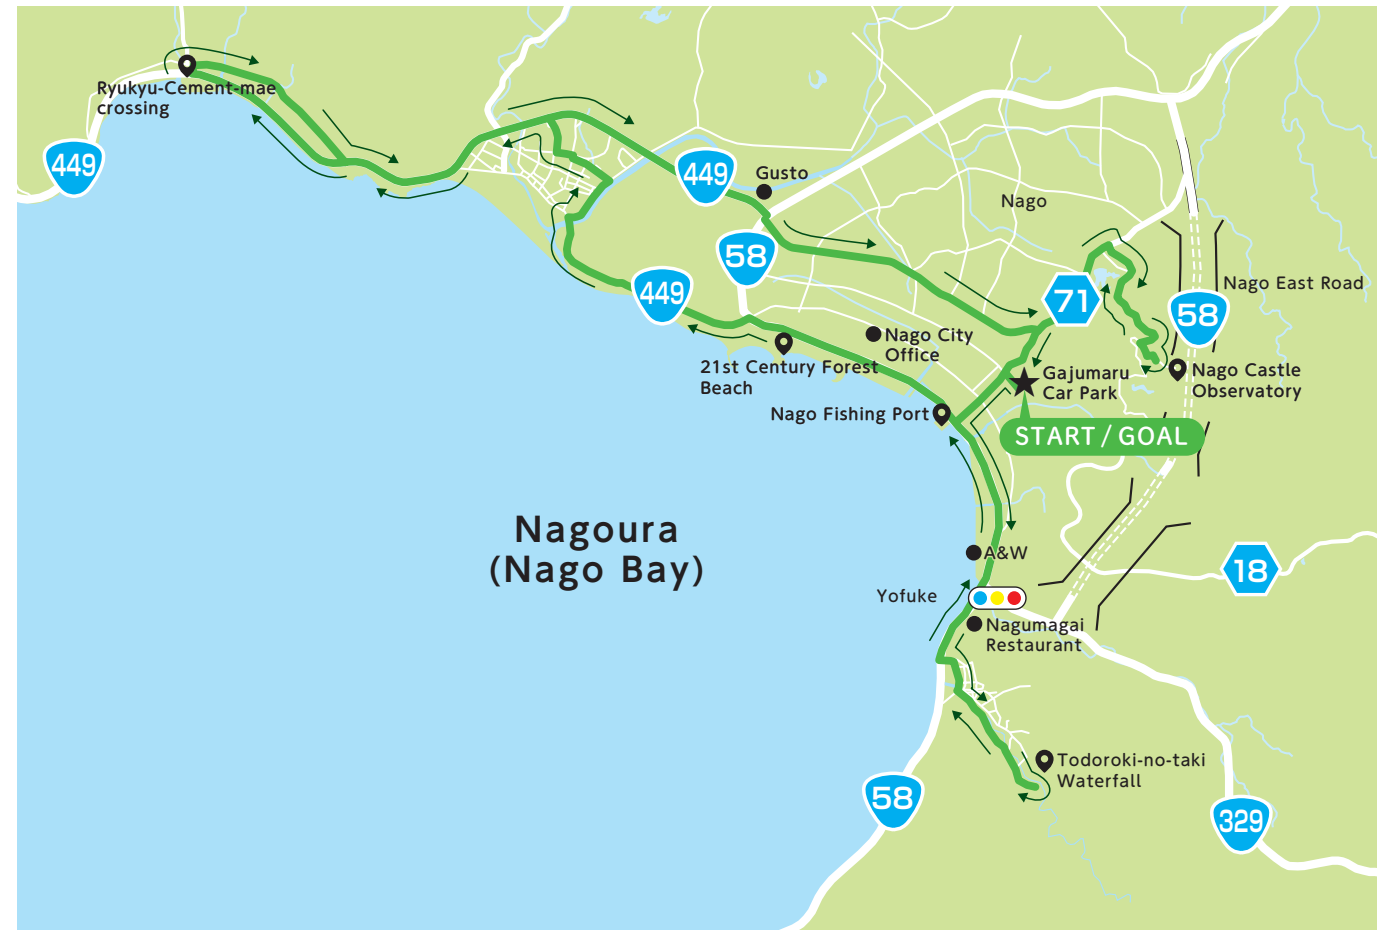 Ryukyu-Cement-mae
crossing
449
449
Gusto
Nago
58
449
71
Nago East Road
58
Nago City
Office
21st Century Forest
Beach
Gajumaru
Car Park
Nago Castle
Observatory
Nago Fishing Port
START / GOAL
Nagoura
(Nago Bay)
A&W
18
Yofuke
Nagumagai
Restaurant
Todoroki-no-taki
Waterfall
58
329